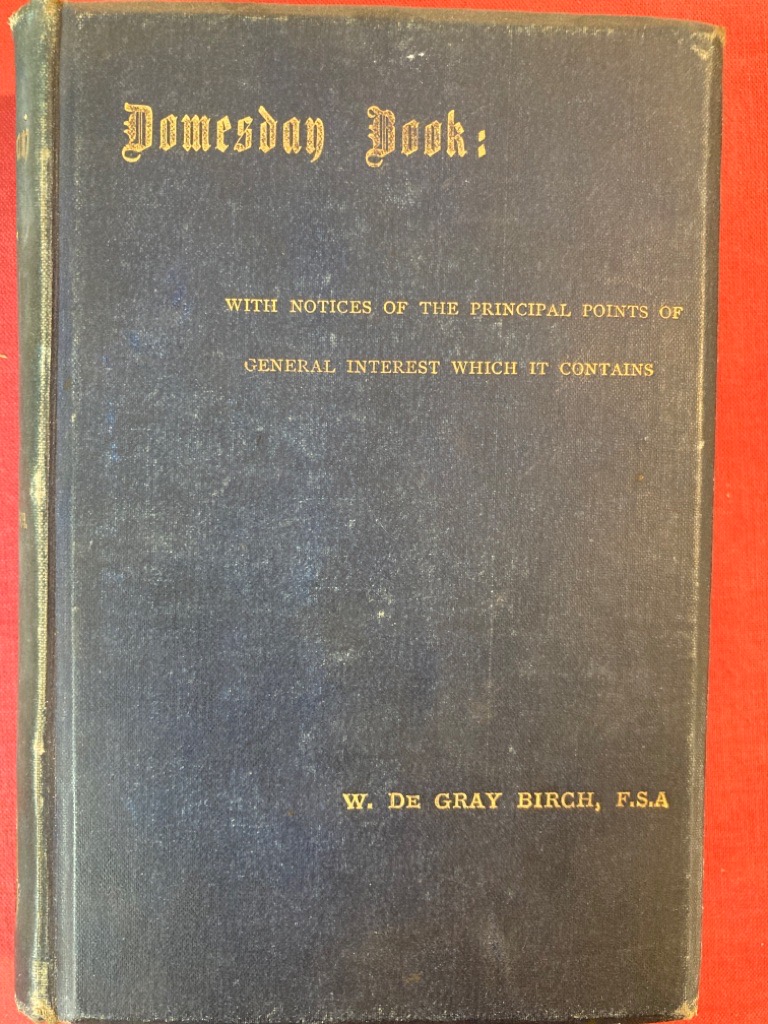 Domesday Book:
WITH NOTICES OF THE PRINCIPAL POINTS OF
GENERAL INTEREST WHICH IT CONTAINS
W. DE GRAY BIRCH, F.S.A